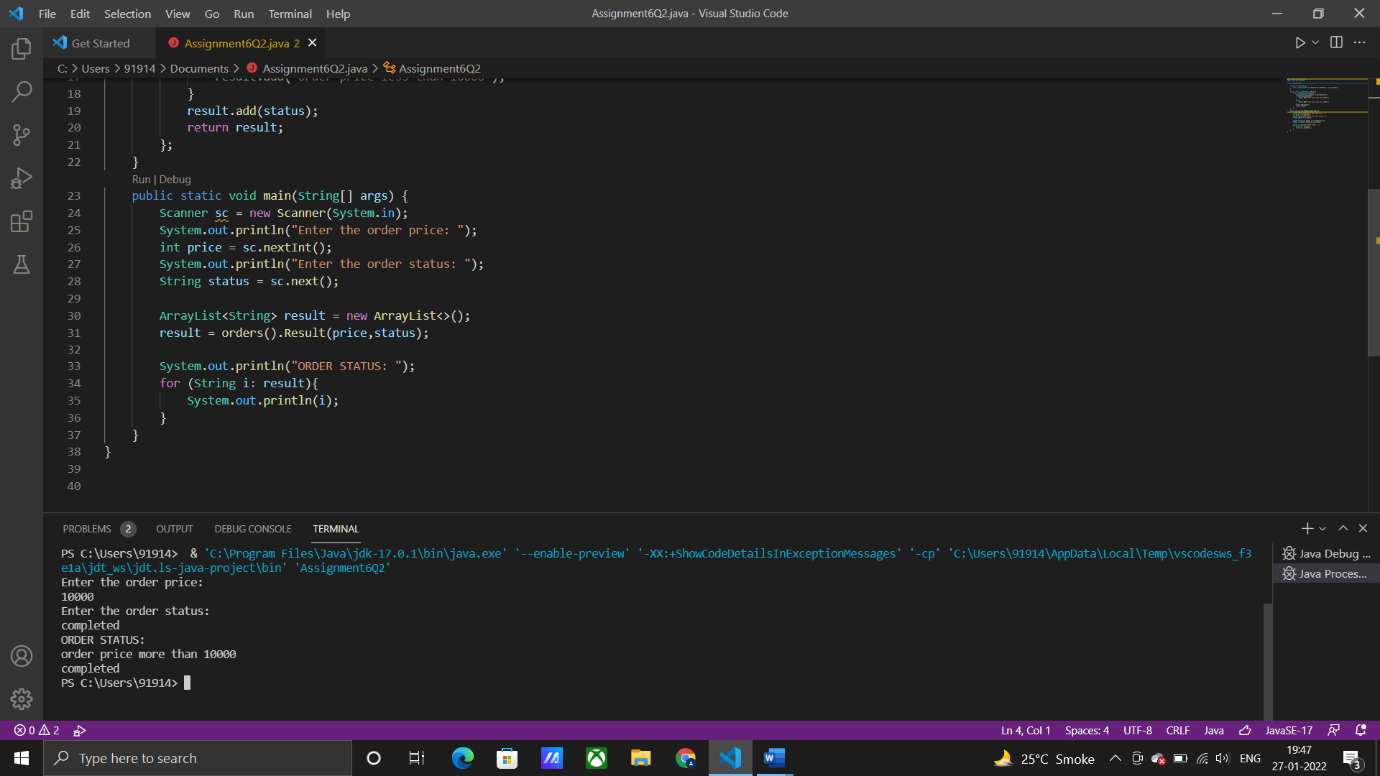 File Edit Selection View Go Run Terminal Help
Assignment6Q2.java - Visual Studio Code
Get Started
Assignment6Q2.java 2
C: > Users > 91914 > Documents > Assignment6Q2.java > Assignment6Q2
18 }
19 result.add(status);
20 return result;
21 };
22 }
Run | Debug
23 public static void main(String[] args) {
24 Scanner sc = new Scanner(System.in);
25 System.out.println("Enter the order price: ");
26 int price = sc.nextInt();
27 System.out.println("Enter the order status: ");
28 String status = sc.next();
29
30 ArrayList<String> result = new ArrayList<>();
31 result = orders().Result(price,status);
32
33 System.out.println("ORDER STATUS: ");
34 for (String i: result){
35 System.out.println(i);
36 }
37 }
38 }
39
40
PROBLEMS 2 OUTPUT DEBUG CONSOLE TERMINAL
PS C:\Users\91914> & 'C:\Program Files\Java\jdk-17.0.1\bin\java.exe' '--enable-preview' '-XX:+ShowCodeDetailsInExceptionMessages' '-cp' 'C:\Users\91914\AppData\Local\Temp\vscodesws_f3
e1a\jdt_ws\jdt.ls-java-project\bin' 'Assignment6Q2'
Enter the order price:
10000
Enter the order status:
completed
ORDER STATUS:
order price more than 10000
completed
PS C:\Users\91914>
Java Debug ...
Java Proces...
0 2
Ln 4, Col 1 Spaces: 4 UTF-8 CRLF Java JavaSE-17
Type here to search
25°C Smoke
ENG
19:47
27-01-2022
3